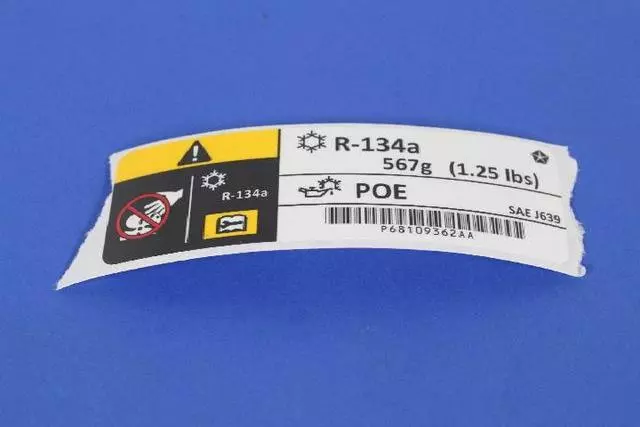 R-134a
R-134a
567g (1.25 lbs)
POE
SAE J639
P68109362AA